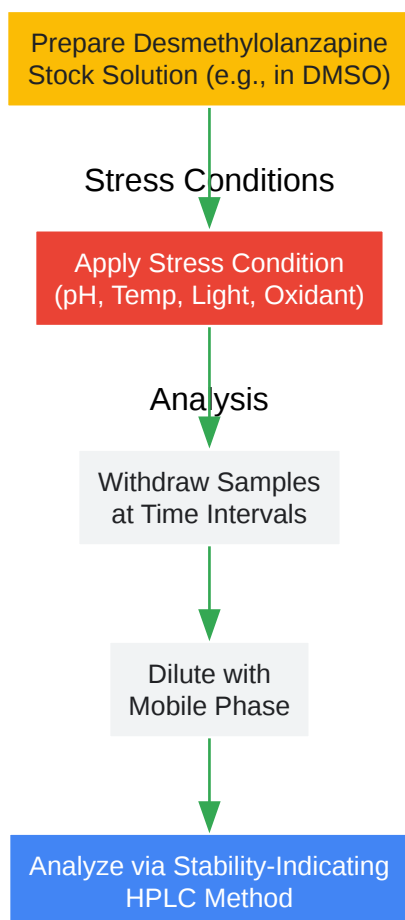 Prepare Desmethylolanzapine
Stock Solution (e.g., in DMSO)
Stress Conditions
Apply Stress Condition
(pH, Temp, Light, Oxidant)
Analysis
Withdraw Samples
at Time Intervals
Dilute with
Mobile Phase
Analyze via Stability-Indicating
HPLC Method